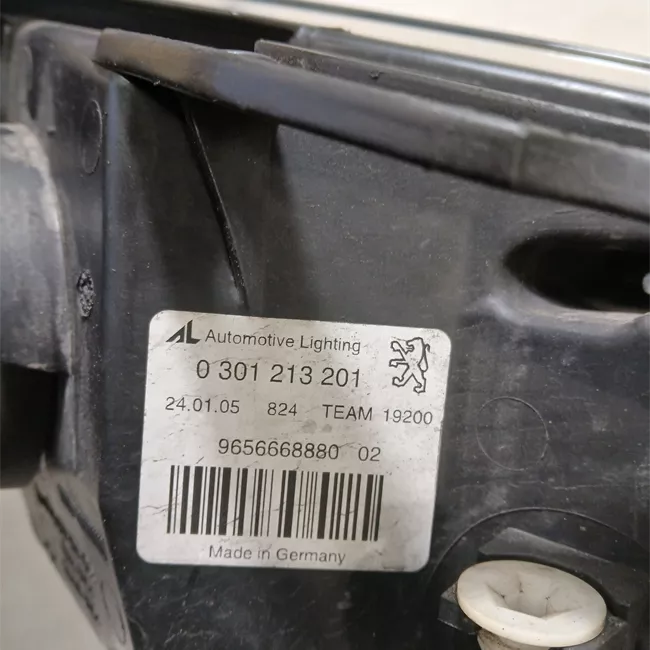 AL Automotive Lighting
0 301 213 201
24.01.05 824 TEAM 19200
9656668880 02
Made in Germany